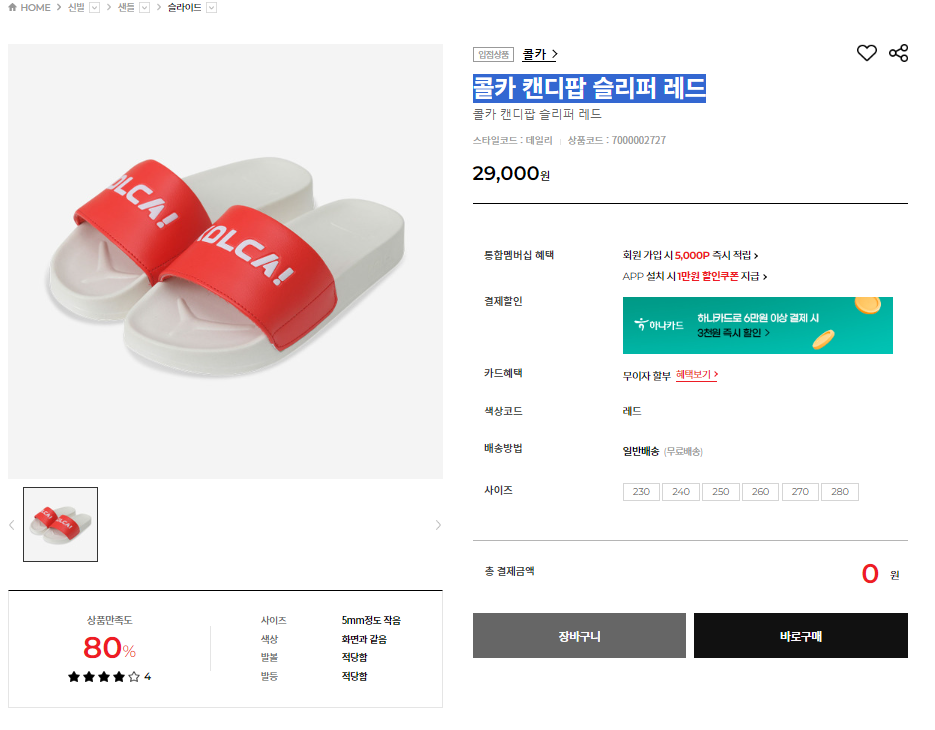 HOME > 신발 > 샌들 > 슬라이드
입점상품 콜카 >
콜카 캔디팝 슬리퍼 레드
콜카 캔디팝 슬리퍼 레드
스타일코드 : 데일리 | 상품코드 : 7000002727
29,000원
KOLCA!
KOLCA!
통합멤버십 혜택
회원 가입 시 5,000P 즉시 적립 >
APP 설치 시 1만원 할인쿠폰 지급 >
결제할인
하나카드
하나카드로 6만원 이상 결제 시
3천원 즉시 할인 >
카드혜택
무이자 할부 혜택보기 >
색상코드
레드
배송방법
일반배송 (무료배송)
사이즈
230 240 250 260 270 280
총 결제금액
0 원
장바구니
바로구매
상품만족도
80%
4
사이즈 5mm정도 작음
색상 화면과 같음
발볼 적당함
발등 적당함